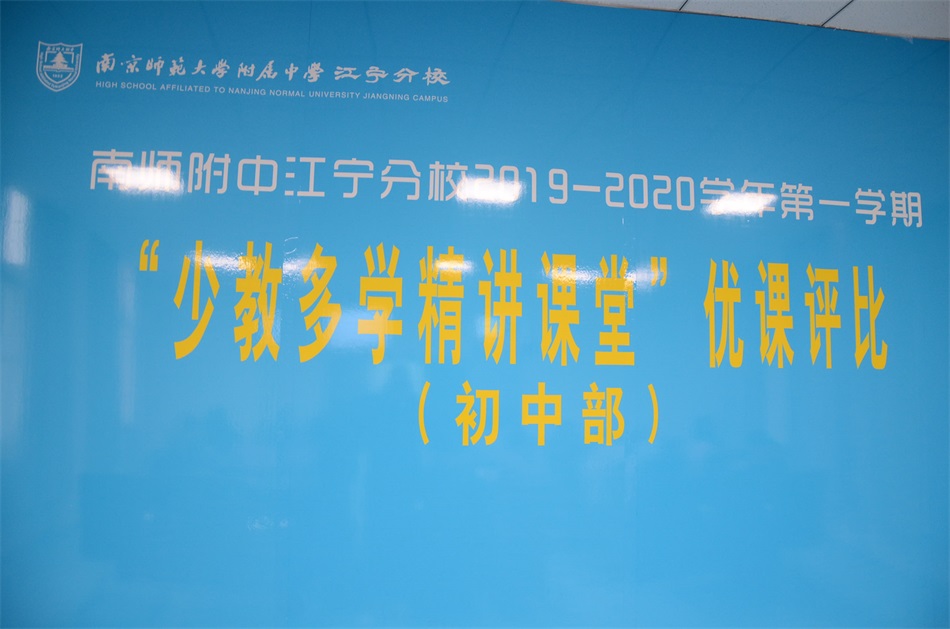 南京师范大学附属中学 江宁分校
HIGH SCHOOL AFFILIATED TO NANJING NORMAL UNIVERSITY JIANGNING CAMPUS
南师附中江宁分校2019-2020学年第一学期
“少教多学精讲课堂”优课评比
（初中部）